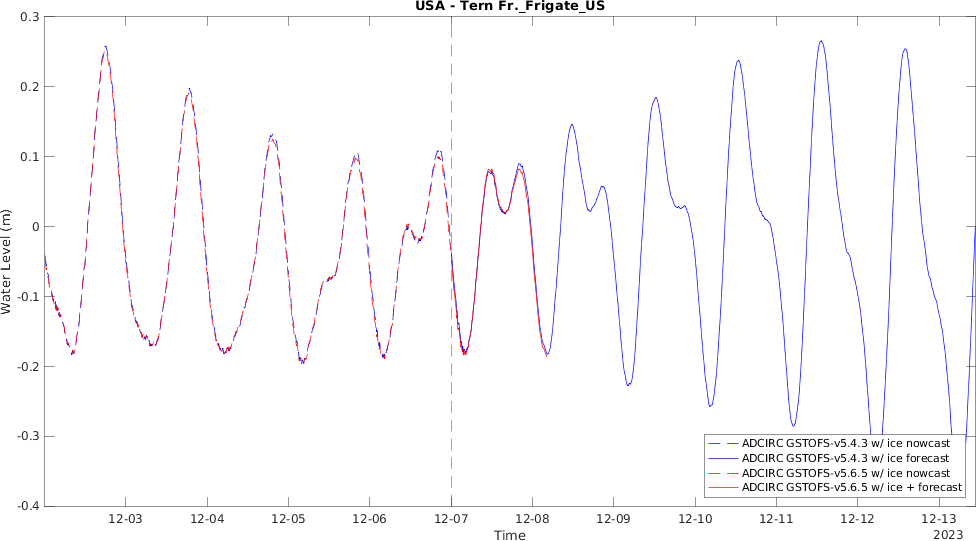 USA - Tern Fr._Frigate_US
0.3
0.2
0.1
0
-0.1
-0.2
-0.3
-0.4
Water Level (m)
ADCIRC GSTOFS-v5.4.3 w/ ice nowcast
ADCIRC GSTOFS-v5.4.3 w/ ice forecast
ADCIRC GSTOFS-v5.6.5 w/ ice nowcast
ADCIRC GSTOFS-v5.6.5 w/ ice + forecast
12-03 12-04 12-05 12-06 12-07 12-08 12-09 12-10 12-11 12-12 12-13
Time
2023